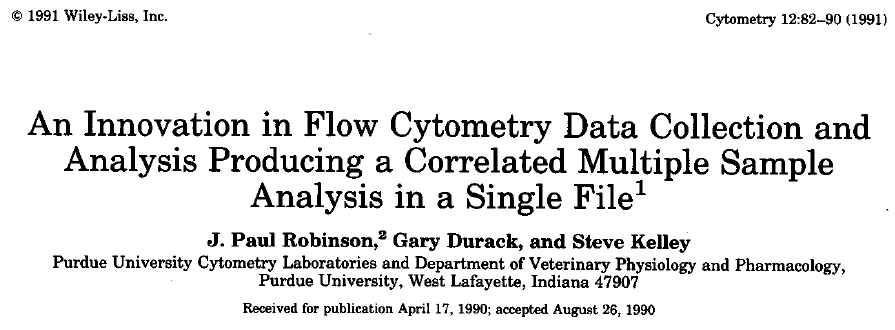 © 1991 Wiley-Liss, Inc.
Cytometry 12:82–90 (1991)
An Innovation in Flow Cytometry Data Collection and
Analysis Producing a Correlated Multiple Sample
Analysis in a Single File¹
J. Paul Robinson,² Gary Durack, and Steve Kelley
Purdue University Cytometry Laboratories and Department of Veterinary Physiology and Pharmacology,
Purdue University, West Lafayette, Indiana 47907
Received for publication April 17, 1990; accepted August 26, 1990